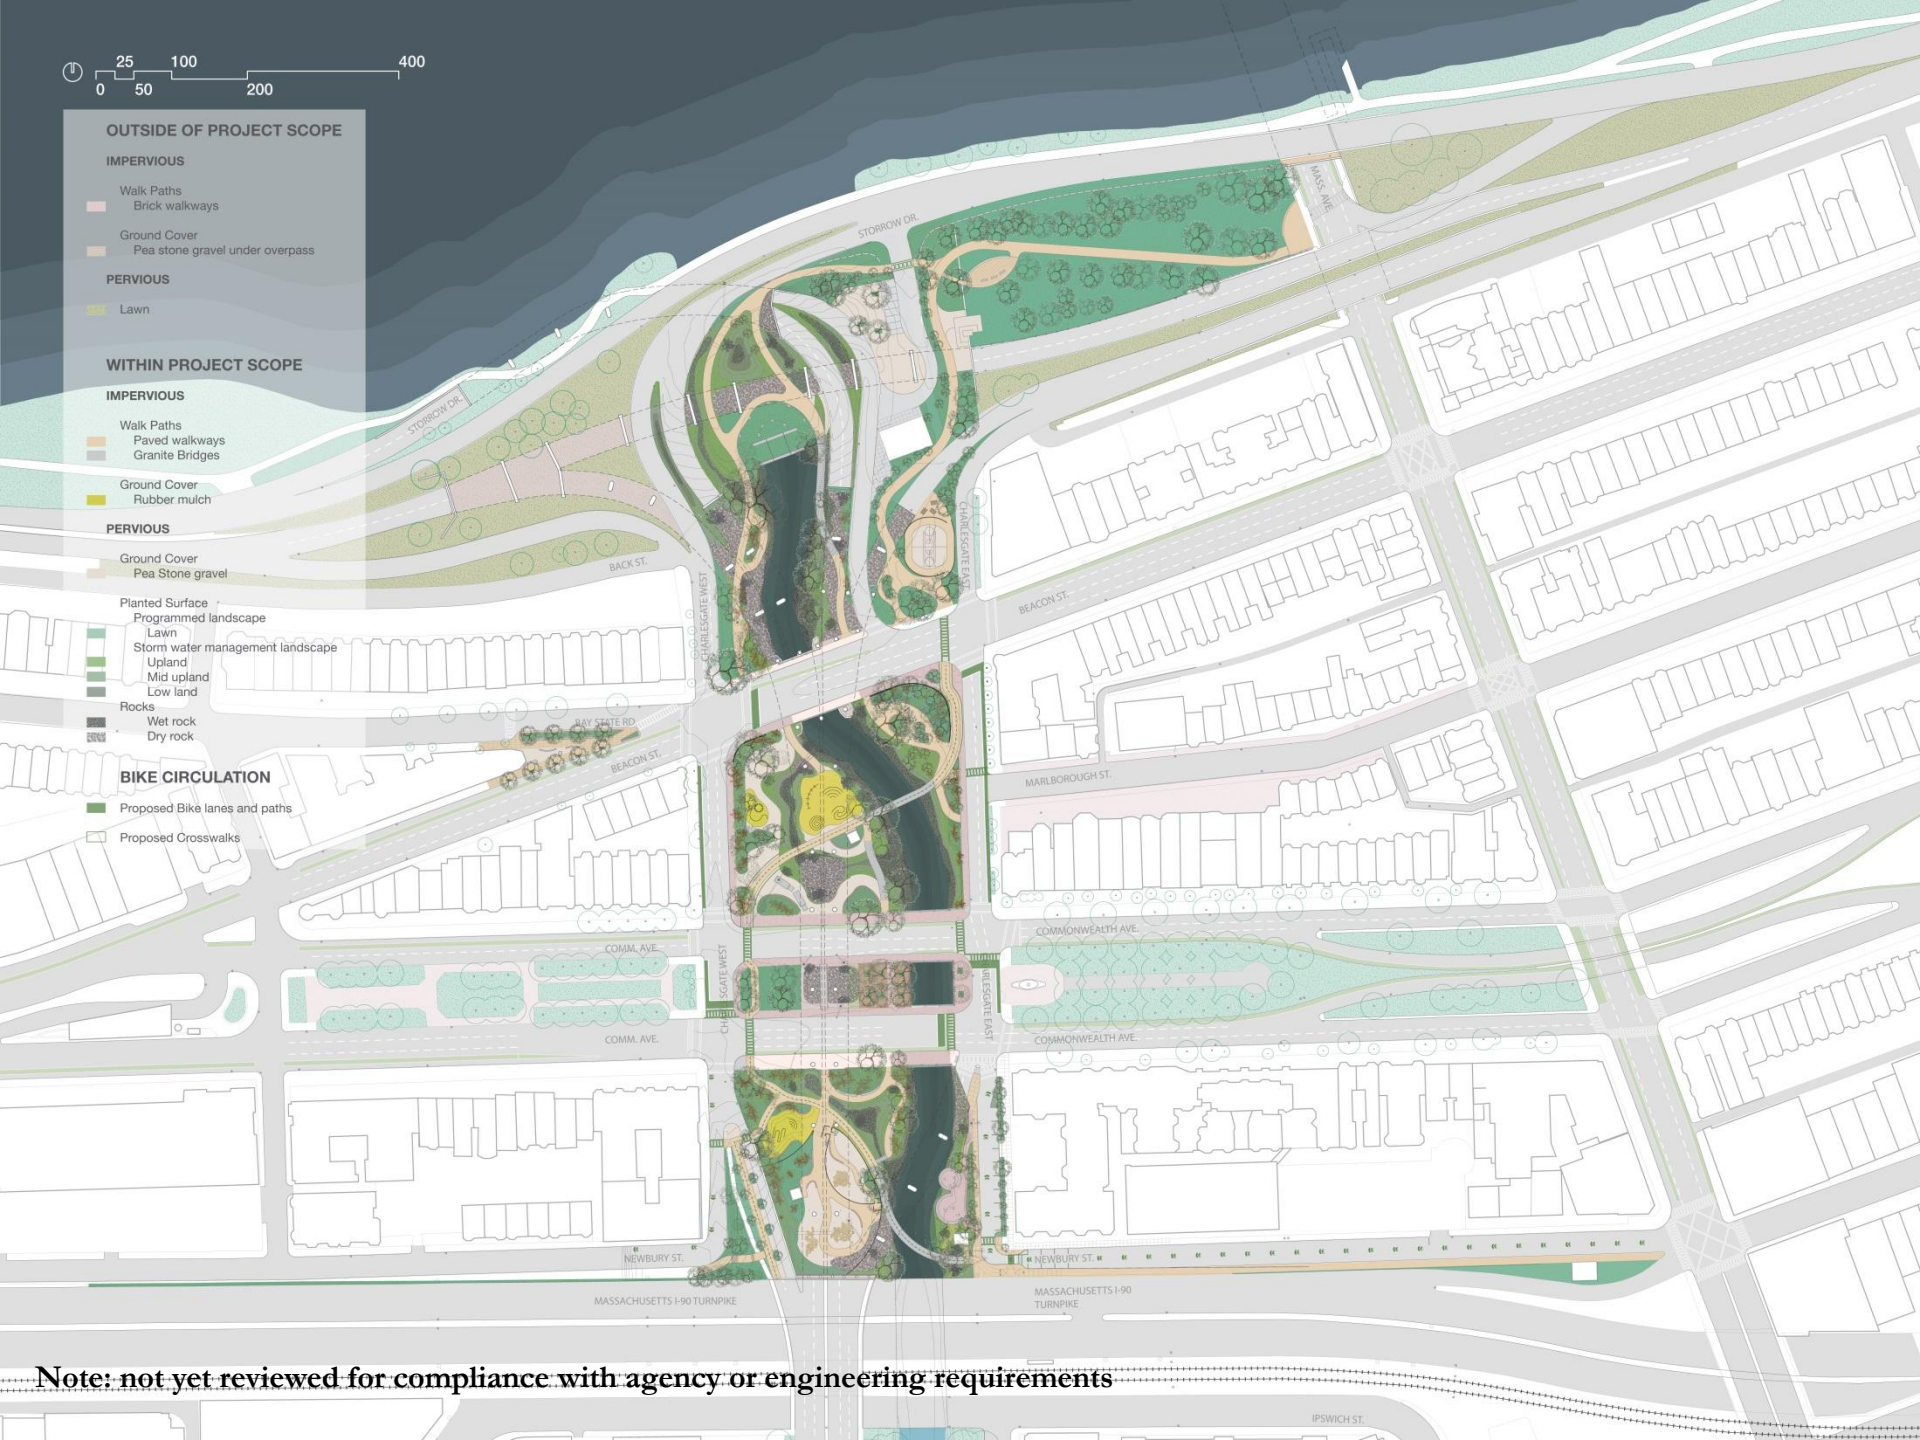 25 100 400
0 50 200
OUTSIDE OF PROJECT SCOPE
IMPERVIOUS
Walk Paths
Brick walkways
Ground Cover
Pea stone gravel under overpass
PERVIOUS
Lawn
WITHIN PROJECT SCOPE
IMPERVIOUS
Walk Paths
Paved walkways
Granite Bridges
Ground Cover
Rubber mulch
PERVIOUS
Ground Cover
Pea Stone gravel
Planted Surface
Programmed landscape
Lawn
Storm water management landscape
Upland
Mid upland
Low land
Rocks
Wet rock
Dry rock
BIKE CIRCULATION
Proposed Bike lanes and paths
Proposed Crosswalks
MASS. AVE.
STORROW DR.
STORROW DR.
BACK ST.
CHARLESGATE WEST
CHARLESGATE EAST
BEACON ST.
BAY STATE RD
BEACON ST.
MARLBOROUGH ST.
COMM. AVE.
COMMONWEALTH AVE.
CH SGATE WEST
RLESGATE EAST
COMM. AVE.
COMMONWEALTH AVE.
NEWBURY ST.
NEWBURY ST.
MASSACHUSETTS I-90 TURNPIKE
MASSACHUSETTS I-90
TURNPIKE
Note: not yet reviewed for compliance with agency or engineering requirements
IPSWICH ST.